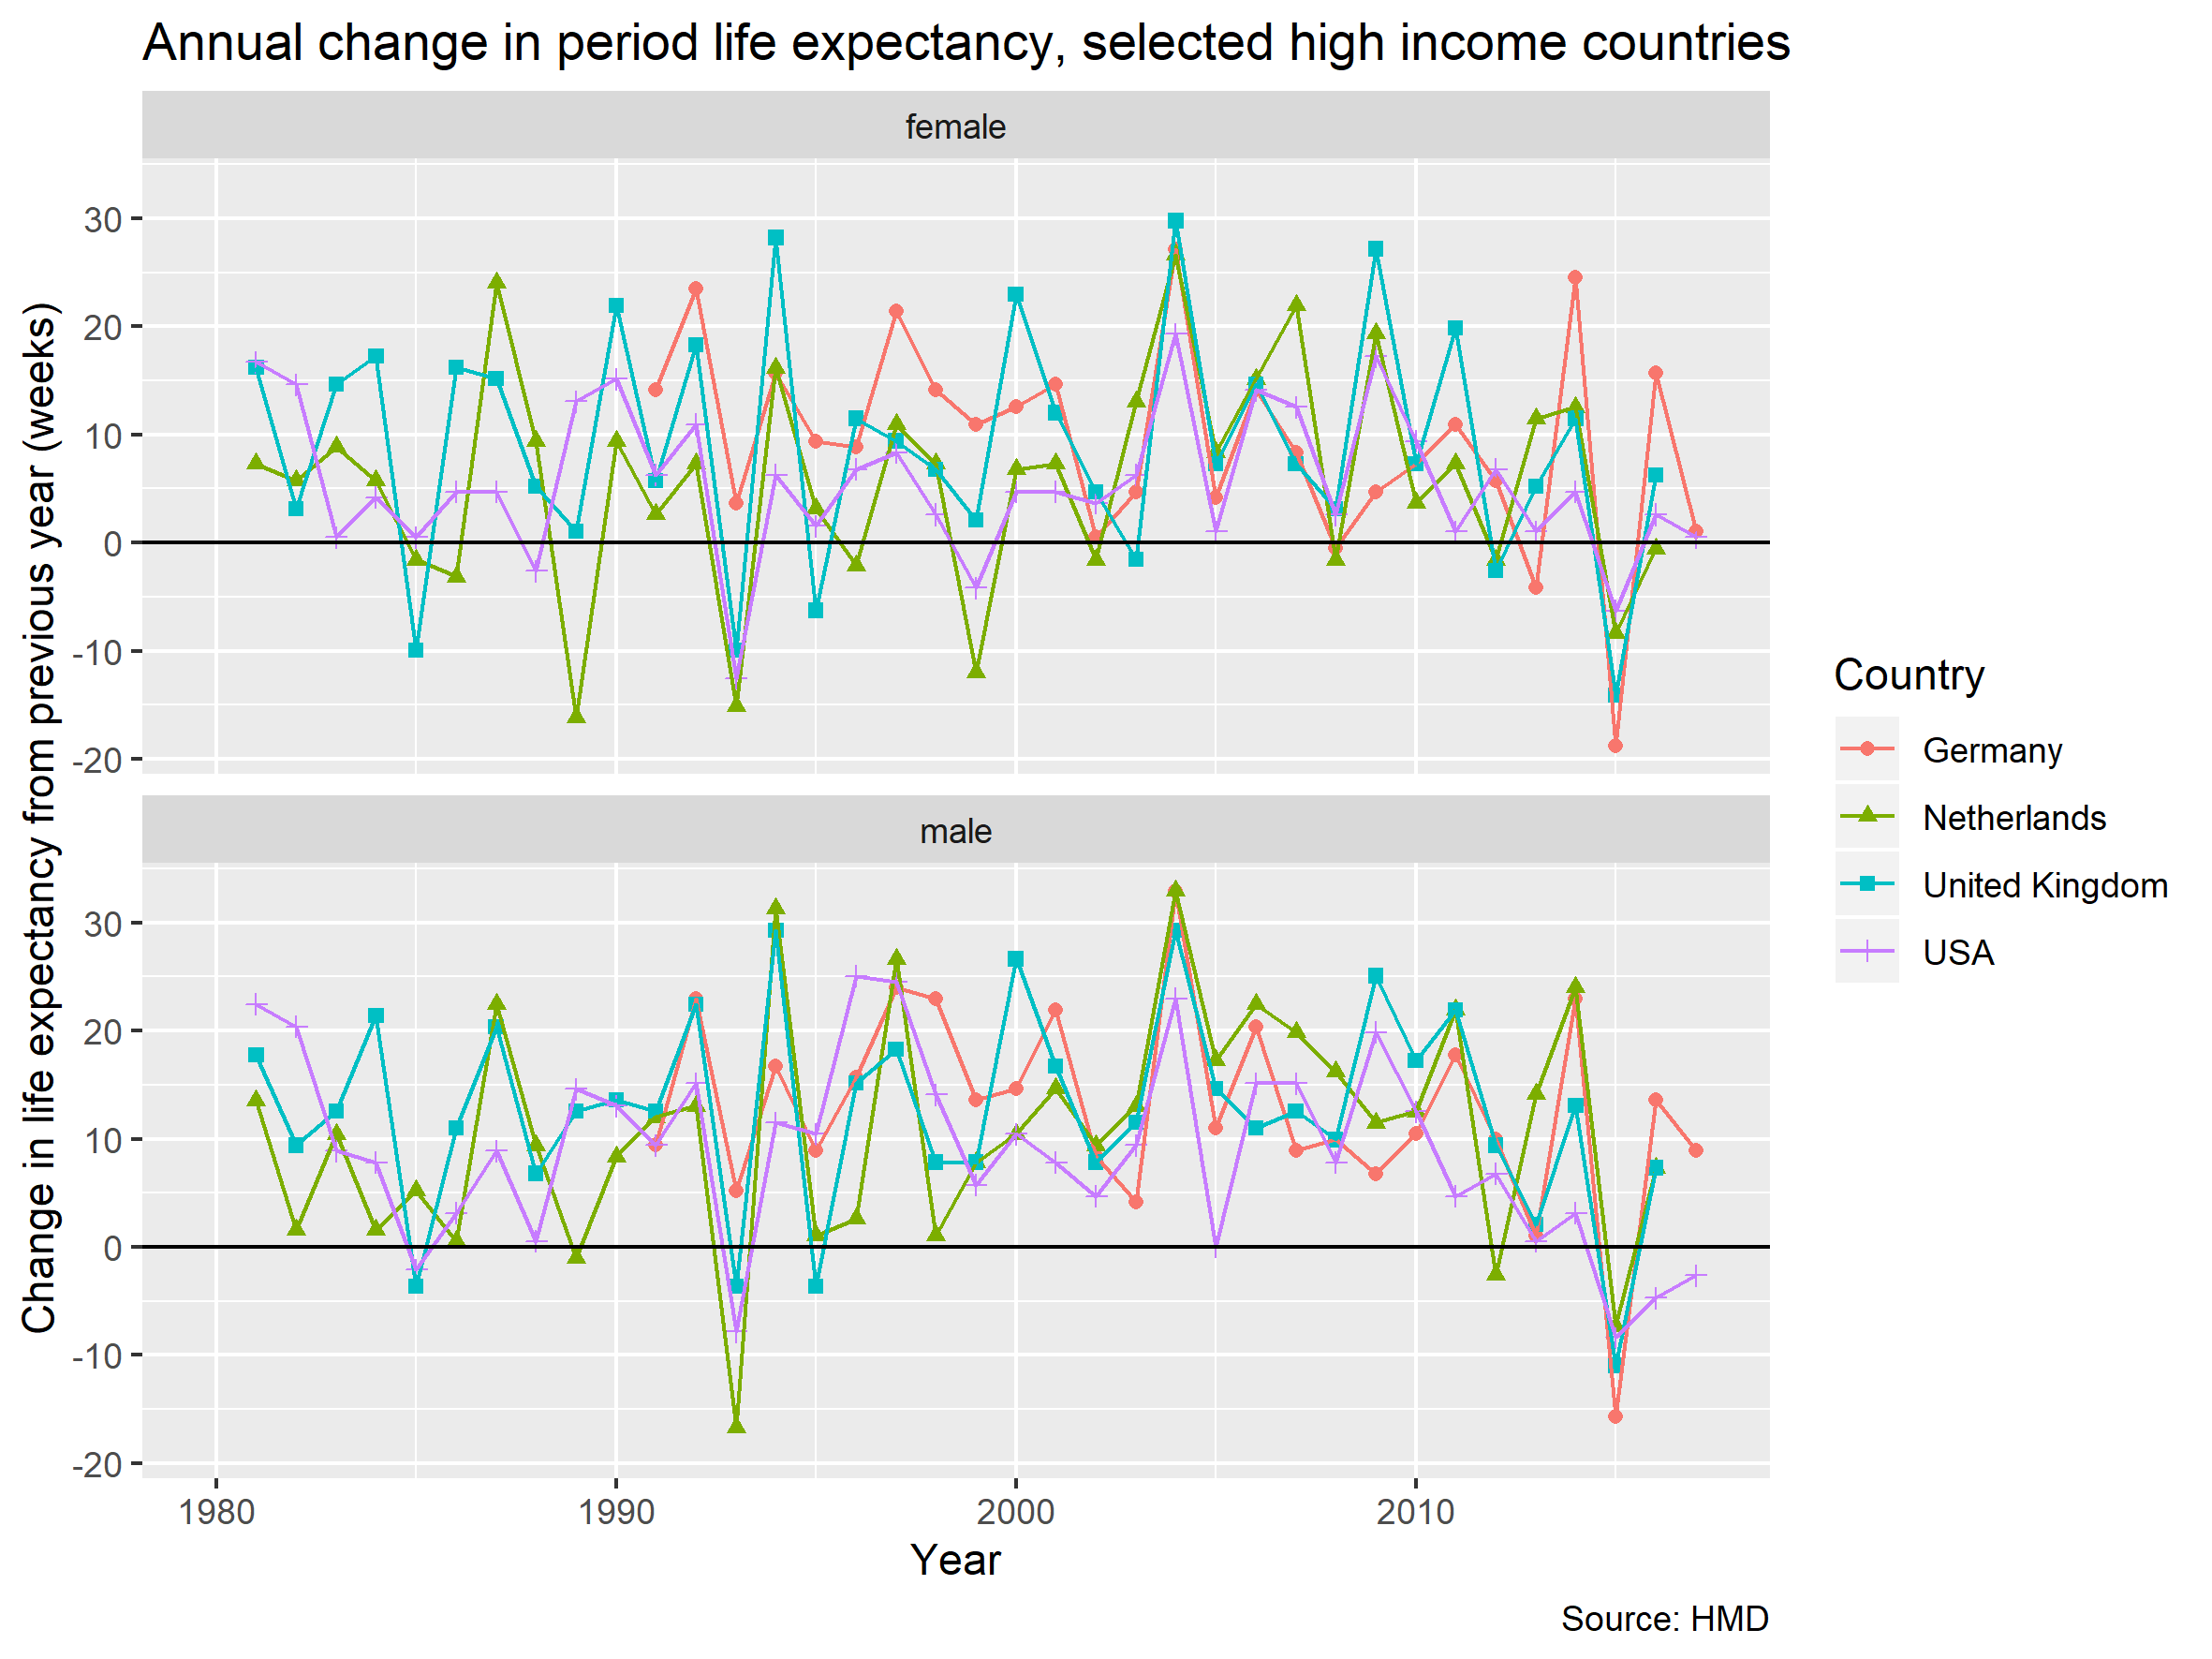 Annual change in period life expectancy, selected high income countries
female
30
20
10
0
-10
-20
male
30
20
10
0
-10
-20
Change in life expectancy from previous year (weeks)
1980 1990 2000 2010
Year
Country
Germany
Netherlands
United Kingdom
USA
Source: HMD